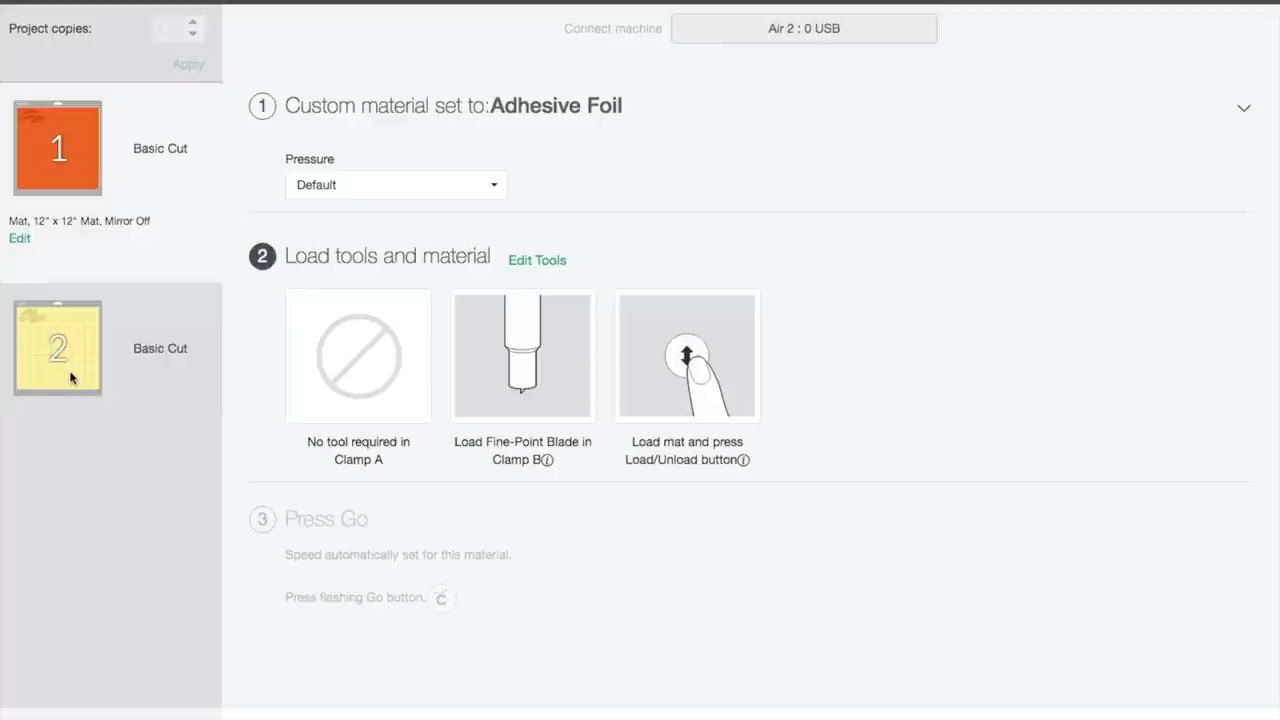 Project copies:
Apply
Connect machine
Air 2 : 0 USB
1
Basic Cut
Mat, 12" x 12" Mat, Mirror Off
Edit
2
Basic Cut
1 Custom material set to:Adhesive Foil
Pressure
Default
2 Load tools and material
Edit Tools
No tool required in
Clamp A
Load Fine-Point Blade in
Clamp B
Load mat and press
Load/Unload button
3 Press Go
Speed automatically set for this material.
Press flashing Go button.